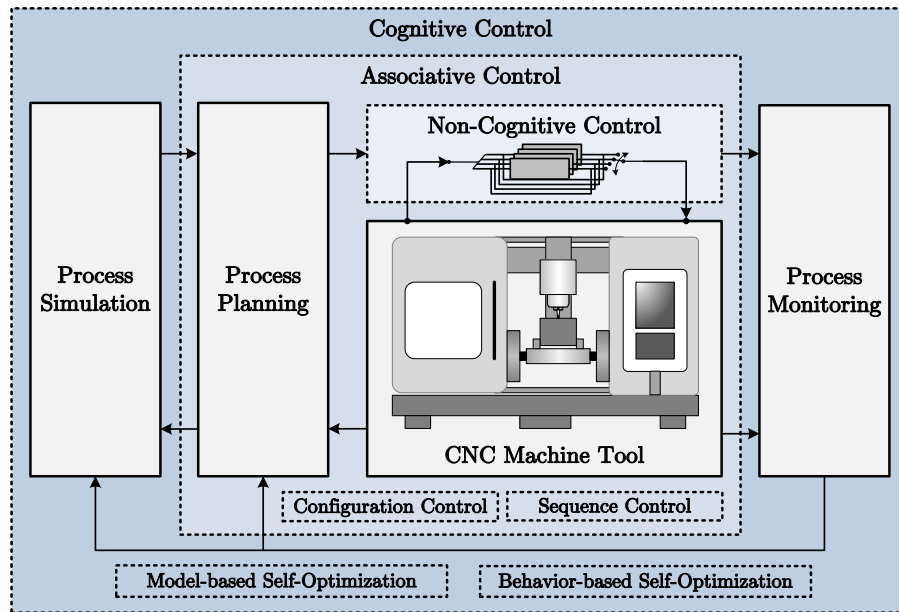 Cognitive Control
Associative Control
Non-Cognitive Control
Process
Simulation
Process
Planning
Process
Monitoring
CNC Machine Tool
Configuration Control
Sequence Control
Model-based Self-Optimization
Behavior-based Self-Optimization